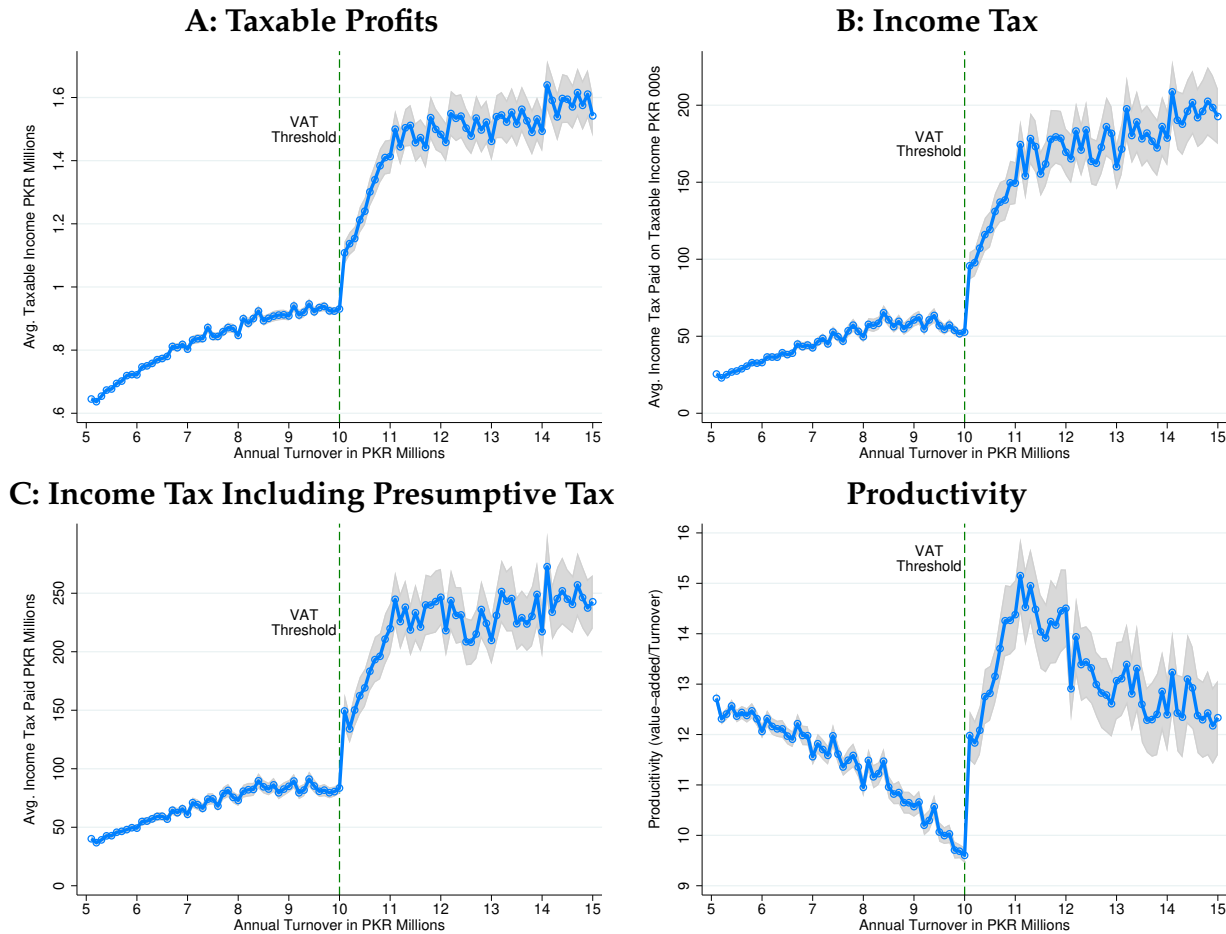 A: Taxable Profits
Avg. Taxable Income PKR Millions
.6 .8 1 1.2 1.4 1.6
VAT
Threshold
5 6 7 8 9 10 11 12 13 14 15
Annual Turnover in PKR Millions
B: Income Tax
Avg. Income Tax Paid on Taxable Income PKR 000s
0 50 100 150 200
VAT
Threshold
5 6 7 8 9 10 11 12 13 14 15
Annual Turnover in PKR Millions
C: Income Tax Including Presumptive Tax
Avg. Income Tax Paid PKR Millions
0 50 100 150 200 250
VAT
Threshold
5 6 7 8 9 10 11 12 13 14 15
Annual Turnover in PKR Millions
Productivity
Producitivity (value−added/Turnover)
9 10 11 12 13 14 15 16
VAT
Threshold
5 6 7 8 9 10 11 12 13 14 15
Annual Turnover in PKR Millions